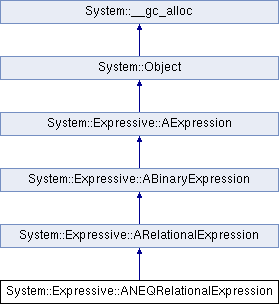 System::__gc_alloc
System::Object
System::Expressive::AExpression
System::Expressive::ABinaryExpression
System::Expressive::ARelationalExpression
System::Expressive::ANEQRelationalExpression